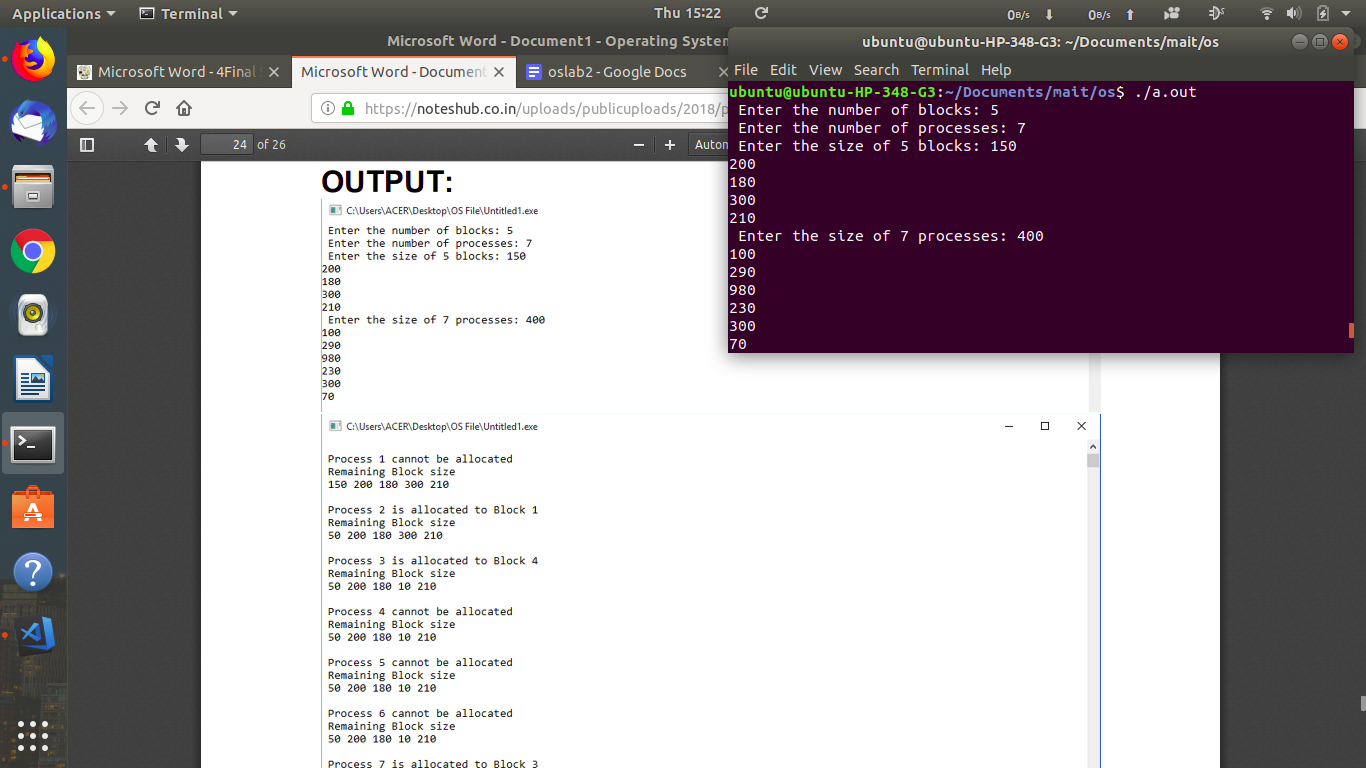 Applications
Terminal
Thu 15:22
0B/s
0B/s
Microsoft Word - Document1 - Operating System
Microsoft Word - 4Final S
Microsoft Word - Document
oslab2 - Google Docs
https://noteshub.co.in/uploads/publicuploads/2018/p
24 of 26
Autom
OUTPUT:
C:\Users\ACER\Desktop\OS File\Untitled1.exe
Enter the number of blocks: 5
Enter the number of processes: 7
Enter the size of 5 blocks: 150
200
180
300
210
Enter the size of 7 processes: 400
100
290
980
230
300
70
C:\Users\ACER\Desktop\OS File\Untitled1.exe
Process 1 cannot be allocated
Remaining Block size
150 200 180 300 210
Process 2 is allocated to Block 1
Remaining Block size
50 200 180 300 210
Process 3 is allocated to Block 4
Remaining Block size
50 200 180 10 210
Process 4 cannot be allocated
Remaining Block size
50 200 180 10 210
Process 5 cannot be allocated
Remaining Block size
50 200 180 10 210
Process 6 cannot be allocated
Remaining Block size
50 200 180 10 210
Process 7 is allocated to Block 3
ubuntu@ubuntu-HP-348-G3: ~/Documents/mait/os
File Edit View Search Terminal Help
ubuntu@ubuntu-HP-348-G3:~/Documents/mait/os$ ./a.out
Enter the number of blocks: 5
Enter the number of processes: 7
Enter the size of 5 blocks: 150
200
180
300
210
Enter the size of 7 processes: 400
100
290
980
230
300
70